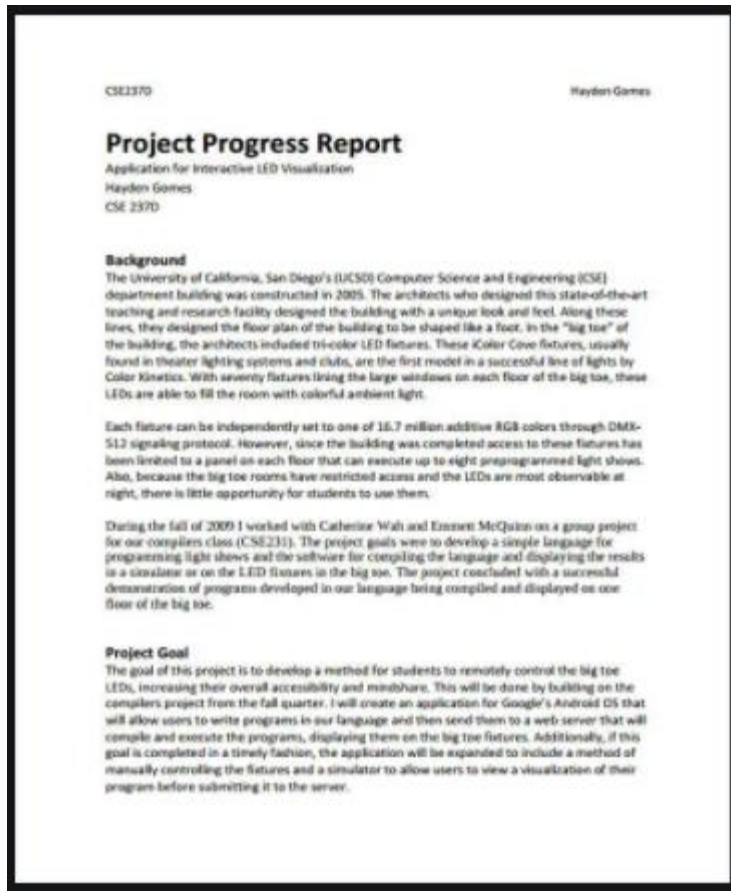 CSE237D Hayden Gomes
Project Progress Report
Application for Interactive LED Visualization
Hayden Gomes
CSE 237D
Background
The University of California, San Diego's (UCSD) Computer Science and Engineering (CSE)
department building was constructed in 2005. The architects who designed this state-of-the-art
teaching and research facility designed the building with a unique look and feel. Along these
lines, they designed the floor plan of the building to be shaped like a foot. In the "big toe" of
the building, the architects included tri-color LED fixtures. These iColor Cove fixtures, usually
found in theater lighting systems and clubs, are the first model in a successful line of lights by
Color Kinetics. With seventy fixtures lining the large windows on each floor of the big toe, these
LEDs are able to fill the room with colorful ambient light.
Each fixture can be independently set to one of 16.7 million additive RGB colors through DMX-
512 signaling protocol. However, since the building was completed access to these fixtures has
been limited to a panel on each floor that can execute up to eight preprogrammed light shows.
Also, because the big toe rooms have restricted access and the LEDs are most observable at
night, there is little opportunity for students to use them.
During the fall of 2009 I worked with Catherine Wah and Emmett McQuinn on a group project
for our compilers class (CSE231). The project goals were to develop a simple language for
programming light shows and the software for compiling the language and displaying the results
in a simulator or on the LED fixtures in the big toe. The project concluded with a successful
demonstration of programs developed in our language being compiled and displayed on one
floor of the big toe.
Project Goal
The goal of this project is to develop a method for students to remotely control the big toe
LEDs, increasing their overall accessibility and mindshare. This will be done by building on the
compilers project from the fall quarter. I will create an application for Google's Android OS that
will allow users to write programs in our language and then send them to a web server that will
compile and execute the programs, displaying them on the big toe fixtures. Additionally, if this
goal is completed in a timely fashion, the application will be expanded to include a method of
manually controlling the fixtures and a simulator to allow users to view a visualization of their
program before submitting it to the server.